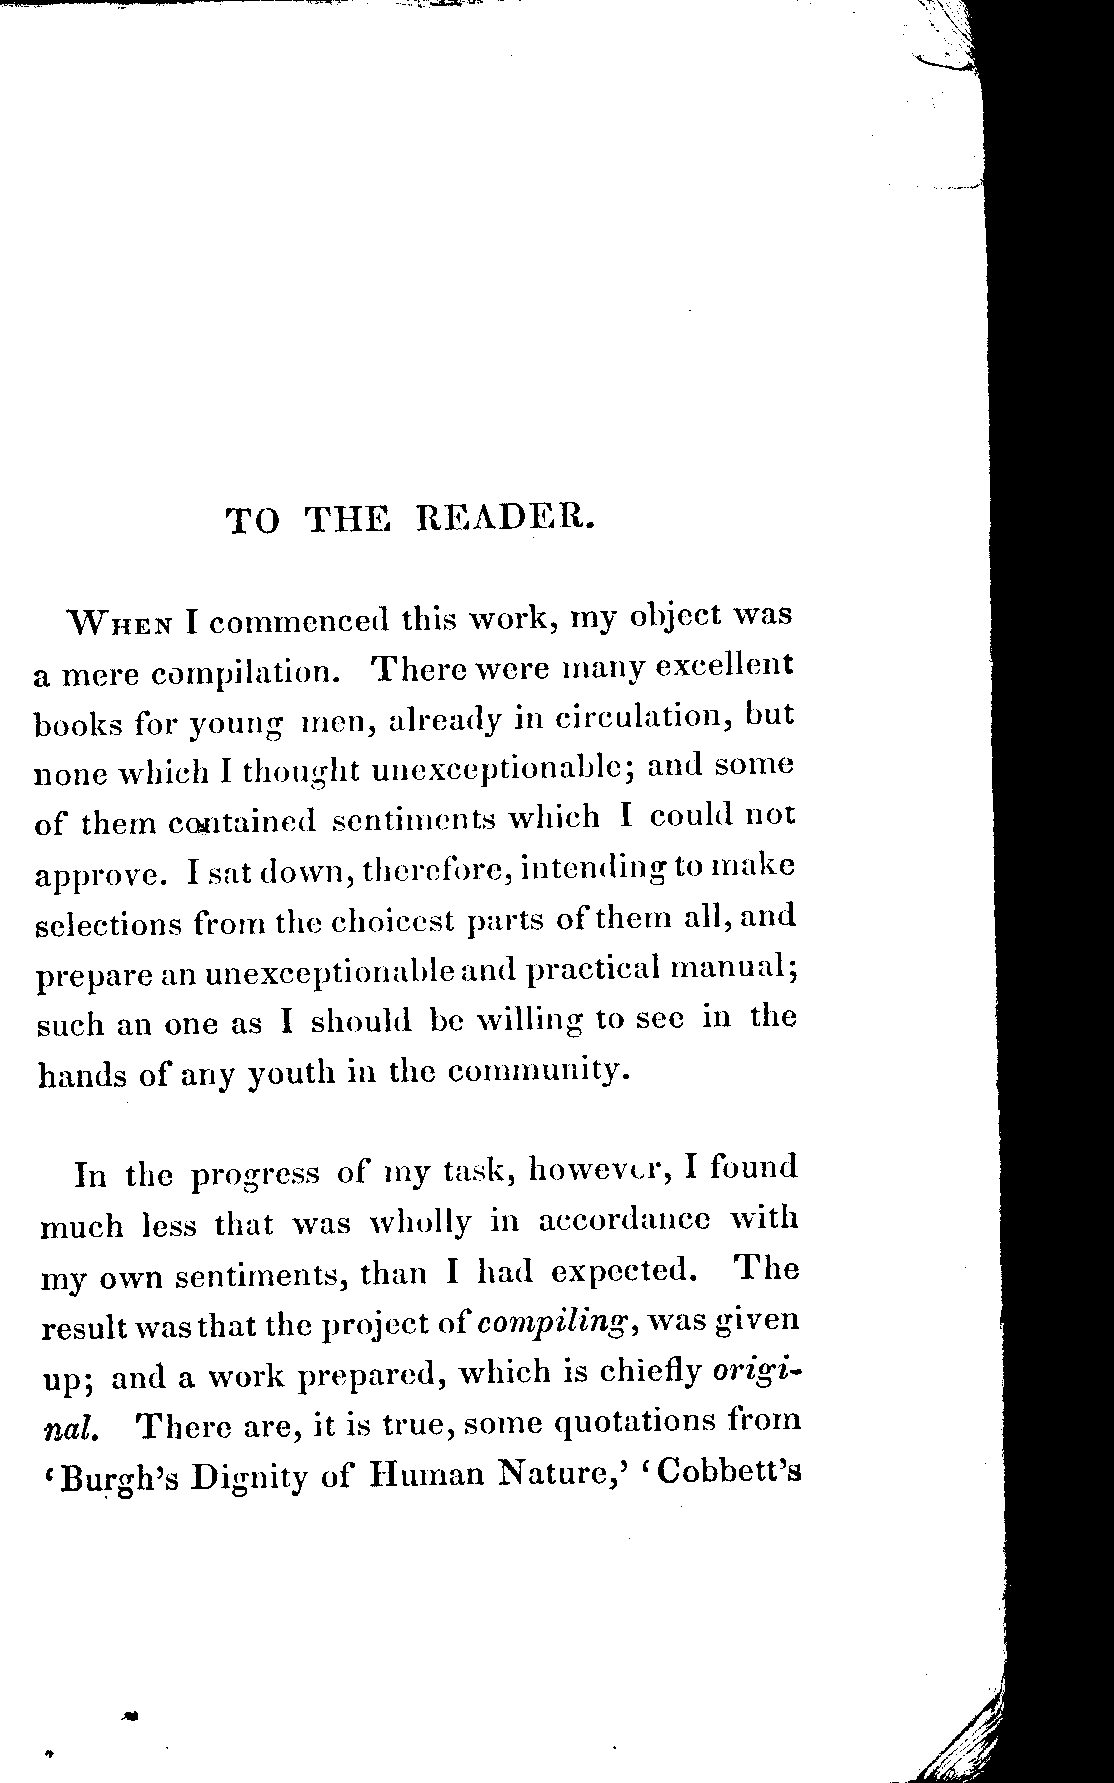 TO THE READER.
WHEN I commenced this work, my object was
a mere compilation. There were many excellent
books for young men, already in circulation, but
none which I thought unexceptionable; and some
of them contained sentiments which I could not
approve. I sat down, therefore, intending to make
selections from the choicest parts of them all, and
prepare an unexceptionable and practical manual;
such an one as I should be willing to see in the
hands of any youth in the community.
In the progress of my task, however, I found
much less that was wholly in accordance with
my own sentiments, than I had expected. The
result was that the project of compiling, was given
up; and a work prepared, which is chiefly origi-
nal. There are, it is true, some quotations from
‘Burgh's Dignity of Human Nature,’ ‘Cobbett's